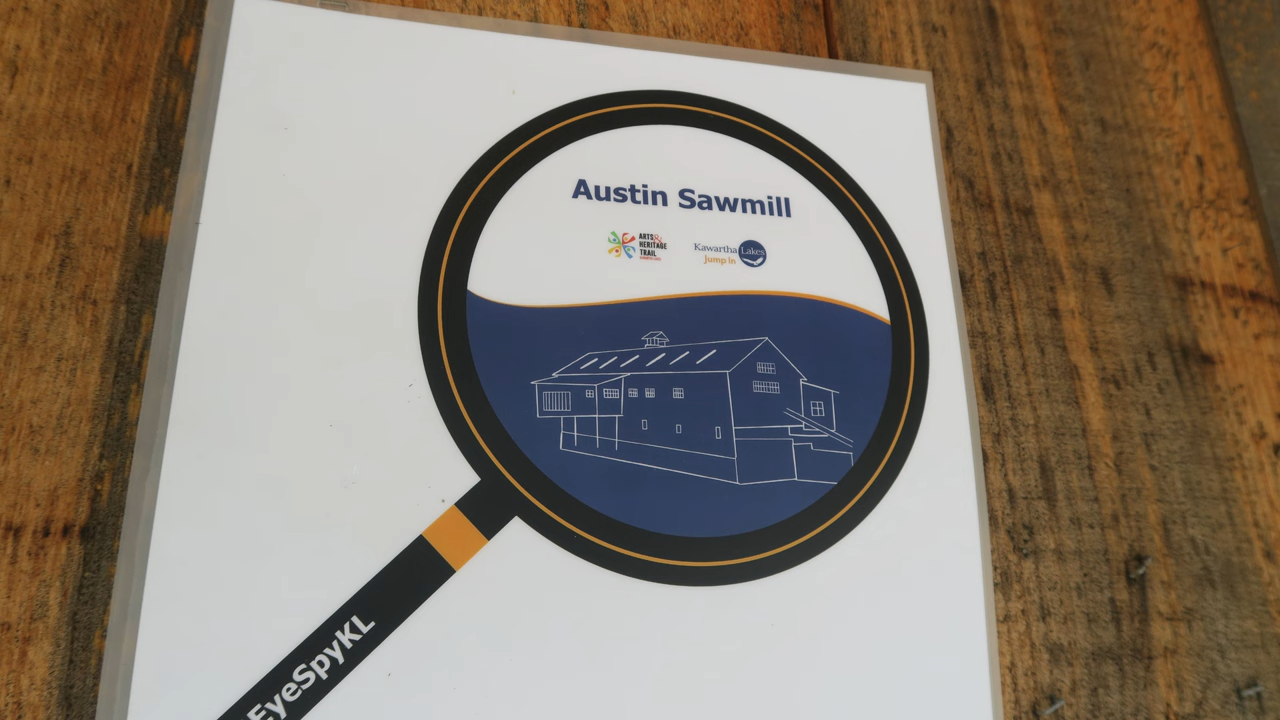 Austin Sawmill
ARTS&
HERITAGE
TRAIL
Kawartha Lakes
Jump In
EyeSpyKL